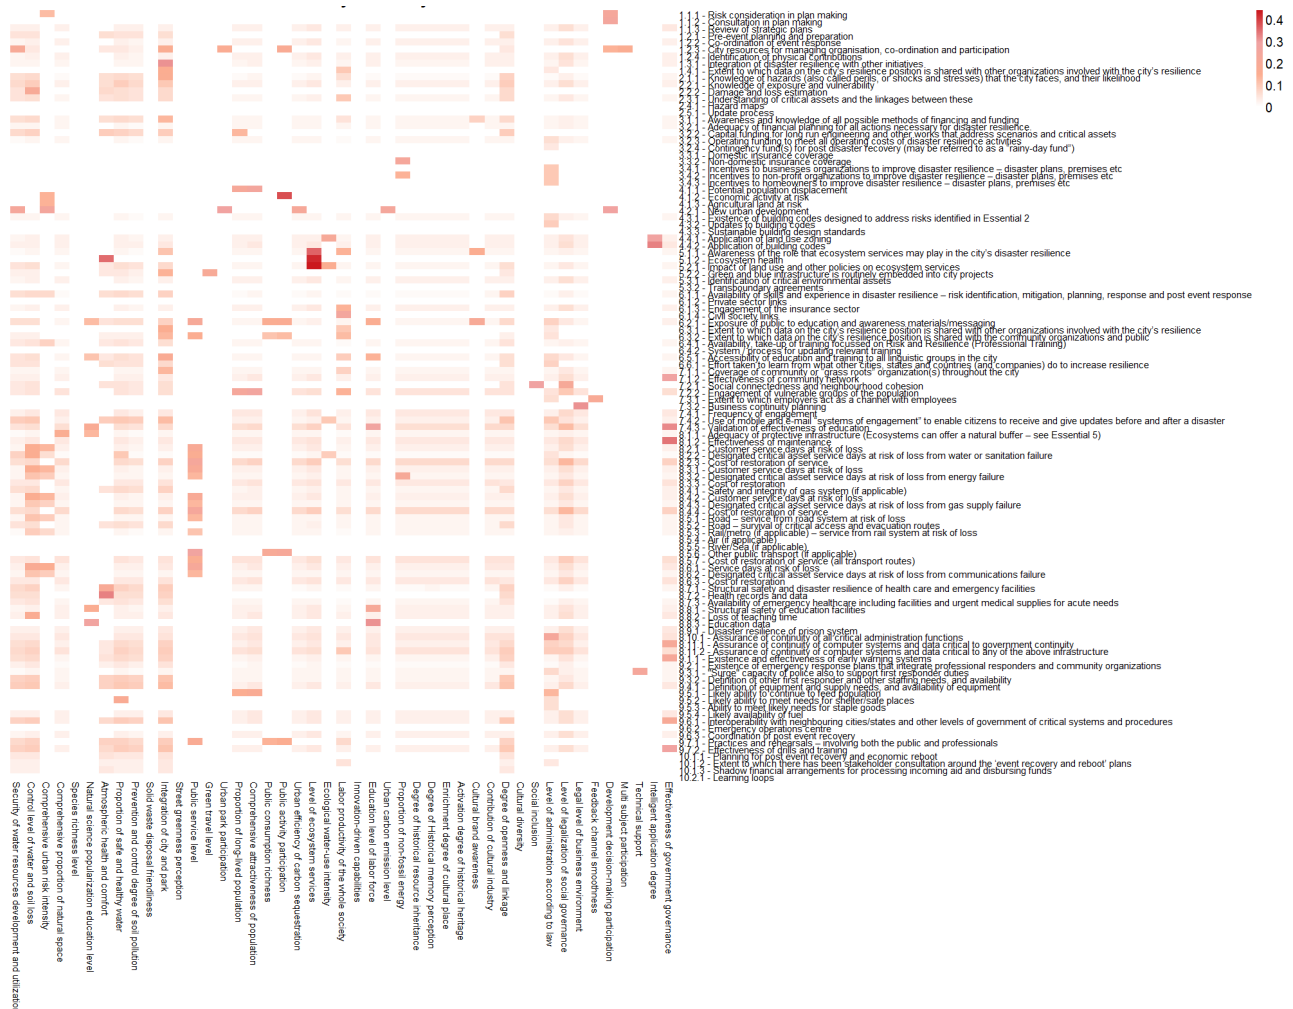 0.4
0.3
0.2
0.1
0
1.1.1 - Risk consideration in plan making
1.1.2 - Consultation in plan making
1.1.3 - Review of strategic plans
1.2.1 - Pre-event planning and preparation
1.2.2 - Co-ordination of event response
1.2.3 - City resources for managing organisation, co-ordination and participation
1.2.4 - Identification of physical contributions
1.3.1 - Integration of disaster resilience with other initiatives
1.4.1 - Extent to which data on the city's resilience position is shared with other organizations involved with the city's resilience
2.1.1 - Knowledge of hazards (also called perils, or shocks and stresses) that the city faces, and their likelihood
2.2.1 - Knowledge of exposure and vulnerability
2.2.2 - Damage and loss estimation
2.3.1 - Understanding of critical assets and the linkages between these
2.4.1 - Hazard maps
2.5.1 - Update process
3.1.1 - Awareness and knowledge of all possible methods of financing and funding
3.2.1 - Adequacy of financial planning for all actions necessary for disaster resilience
3.2.2 - Capital funding for long run engineering and other works that address scenarios and critical assets
3.2.3 - Operating funding to meet all operating costs of disaster resilience activities
3.2.4 - Contingency fund(s) for post disaster recovery (may be referred to as a “rainy-day fund”)
3.3.1 - Domestic insurance coverage
3.3.2 - Non-domestic insurance coverage
3.4.1 - Incentives to businesses organizations to improve disaster resilience – disaster plans, premises etc
3.4.2 - Incentives to non-profit organizations to improve disaster resilience – disaster plans, premises etc
3.4.3 - Incentives to homeowners to improve disaster resilience – disaster plans, premises etc
4.1.1 - Potential population displacement
4.1.2 - Economic activity at risk
4.1.3 - Agricultural land at risk
4.2.1 - New urban development
4.3.1 - Existence of building codes designed to address risks identified in Essential 2
4.3.2 - Updates to building codes
4.3.3 - Sustainable building design standards
4.4.1 - Application of land use zoning
4.4.2 - Application of building codes
5.1.1 - Awareness of the role that ecosystem services may play in the city's disaster resilience
5.1.2 - Ecosystem health
5.2.1 - Impact of land use and other policies on ecosystem services
5.2.2 - Green and blue infrastructure is routinely embedded into city projects
5.3.1 - Identification of critical environmental assets
5.3.2 - Transboundary agreements
6.1.1 - Availability of skills and experience in disaster resilience – risk identification, mitigation, planning, response and post event response
6.1.2 - Private sector links
6.1.3 - Engagement of the insurance sector
6.1.4 - Civil society links
6.2.1 - Exposure of public to education and awareness materials/messaging
6.3.1 - Extent to which data on the city's resilience position is shared with other organizations involved with the city's resilience
6.3.2 - Extent to which data on the city's resilience position is shared with the community organizations and public
6.4.1 - Availability, take-up of training focussed on Risk and Resilience (Professional Training)
6.4.2 - System / process for updating relevant training
6.5.1 - Accessibility of education and training to all linguistic groups in the city
6.6.1 - Effort taken to learn from what other cities, states and countries (and companies) do to increase resilience
7.1.1 - Coverage of community or “grass roots” organization(s) throughout the city
7.1.2 - Effectiveness of community network
7.2.1 - Social connectedness and neighbourhood cohesion
7.2.2 - Engagement of vulnerable groups of the population
7.3.1 - Extent to which employers act as a channel with employees
7.3.2 - Business continuity planning
7.4.1 - Frequency of engagement
7.4.2 - Use of mobile and e-mail “systems of engagement” to enable citizens to receive and give updates before and after a disaster
7.4.3 - Validation of effectiveness of education
8.1.1 - Adequacy of protective infrastructure (Ecosystems can offer a natural buffer – see Essential 5)
8.1.2 - Effectiveness of maintenance
8.2.1 - Customer service days at risk of loss
8.2.2 - Designated critical asset service days at risk of loss from water or sanitation failure
8.2.3 - Cost of restoration of service
8.3.1 - Customer service days at risk of loss
8.3.2 - Designated critical asset service days at risk of loss from energy failure
8.3.3 - Cost of restoration
8.4.1 - Safety and integrity of gas system (if applicable)
8.4.2 - Customer service days at risk of loss
8.4.3 - Designated critical asset service days at risk of loss from gas supply failure
8.4.4 - Cost of restoration of service
8.5.1 - Road – service from road system at risk of loss
8.5.2 - Road – survival of critical access and evacuation routes
8.5.3 - Rail/metro (if applicable) – service from rail system at risk of loss
8.5.4 - Air (if applicable)
8.5.5 - River/Sea (if applicable)
8.5.6 - Other public transport (if applicable)
8.5.7 - Cost of restoration of service (all transport routes)
8.6.1 - Service days at risk of loss
8.6.2 - Designated critical asset service days at risk of loss from communications failure
8.6.3 - Cost of restoration
8.7.1 - Structural safety and disaster resilience of health care and emergency facilities
8.7.2 - Health records and data
8.7.3 - Availability of emergency healthcare including facilities and urgent medical supplies for acute needs
8.8.1 - Structural safety of education facilities
8.8.2 - Loss of teaching time
8.8.3 - Education data
8.9.1 - Disaster resilience of prison system
8.10.1 - Assurance of continuity of all critical administration functions
8.11.1 - Assurance of continuity of computer systems and data critical to government continuity
8.11.2 - Assurance of continuity of computer systems and data critical to any of the above infrastructure
9.1.1 - Existence and effectiveness of early warning systems
9.2.1 - Existence of emergency response plans that integrate professional responders and community organizations
9.3.1 - “Surge” capacity of police also to support first responder duties
9.3.2 - Definition of other first responder and other staffing needs, and availability
9.4.1 - Definition of equipment and supply needs, and availability of equipment
9.5.1 - Likely ability to continue to feed population
9.5.2 - Likely ability to meet needs for shelter/safe places
9.5.3 - Ability to meet likely needs for staple goods
9.5.4 - Likely availability of fuel
9.6.1 - Interoperability with neighbouring cities/states and other levels of government of critical systems and procedures
9.6.2 - Emergency operations centre
9.6.3 - Coordination of post event recovery
9.7.1 - Practices and rehearsals – involving both the public and professionals
9.7.2 - Effectiveness of drills and training
10.1.1 - Planning for post event recovery and economic reboot
10.1.2 - Extent to which there has been stakeholder consultation around the 'event recovery and reboot' plans
10.1.3 - Shadow financial arrangements for processing incoming aid and disbursing funds
10.2.1 - Learning loops
Security of water resources development and utilization
Control level of water and soil loss
Comprehensive urban risk intensity
Comprehensive proportion of natural space
Species richness level
Natural science popularization education level
Atmospheric health and comfort
Proportion of safe and healthy water
Prevention and control degree of soil pollution
Solid waste disposal friendliness
Integration of city and park
Street greenness perception
Public service level
Green travel level
Urban park participation
Proportion of long-lived population
Comprehensive attractiveness of population
Public consumption richness
Public activity participation
Urban efficiency of carbon sequestration
Level of ecosystem services
Ecological water-use intensity
Labor productivity of the whole society
Innovation-driven capabilities
Education level of labor force
Urban carbon emission level
Proportion of non-fossil energy
Degree of historical resource inheritance
Degree of Historical memory perception
Enrichment degree of cultural place
Activation degree of historical heritage
Cultural brand awareness
Contribution of cultural industry
Degree of openness and linkage
Cultural diversity
Social inclusion
Level of administration according to law
Level of legalization of social governance
Legal level of business environment
Feedback channel smoothness
Development decision-making participation
Multi subject participation
Technical support
Intelligent application degree
Effectiveness of government governance